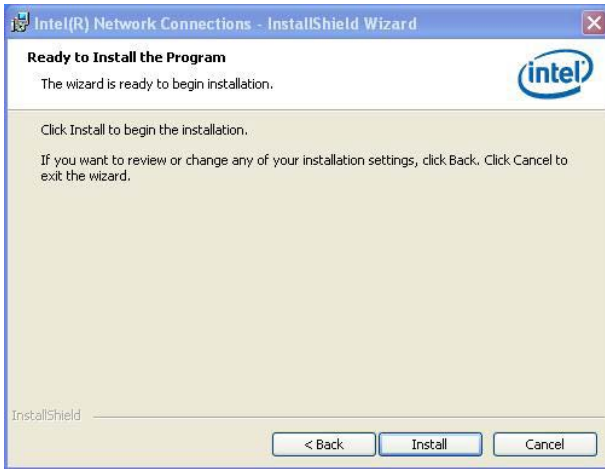 Intel(R) Network Connections - InstallShield Wizard
Ready to Install the Program
The wizard is ready to begin installation.
intel
Click Install to begin the installation.
If you want to review or change any of your installation settings, click Back. Click Cancel to
exit the wizard.
InstallShield
< Back
Install
Cancel